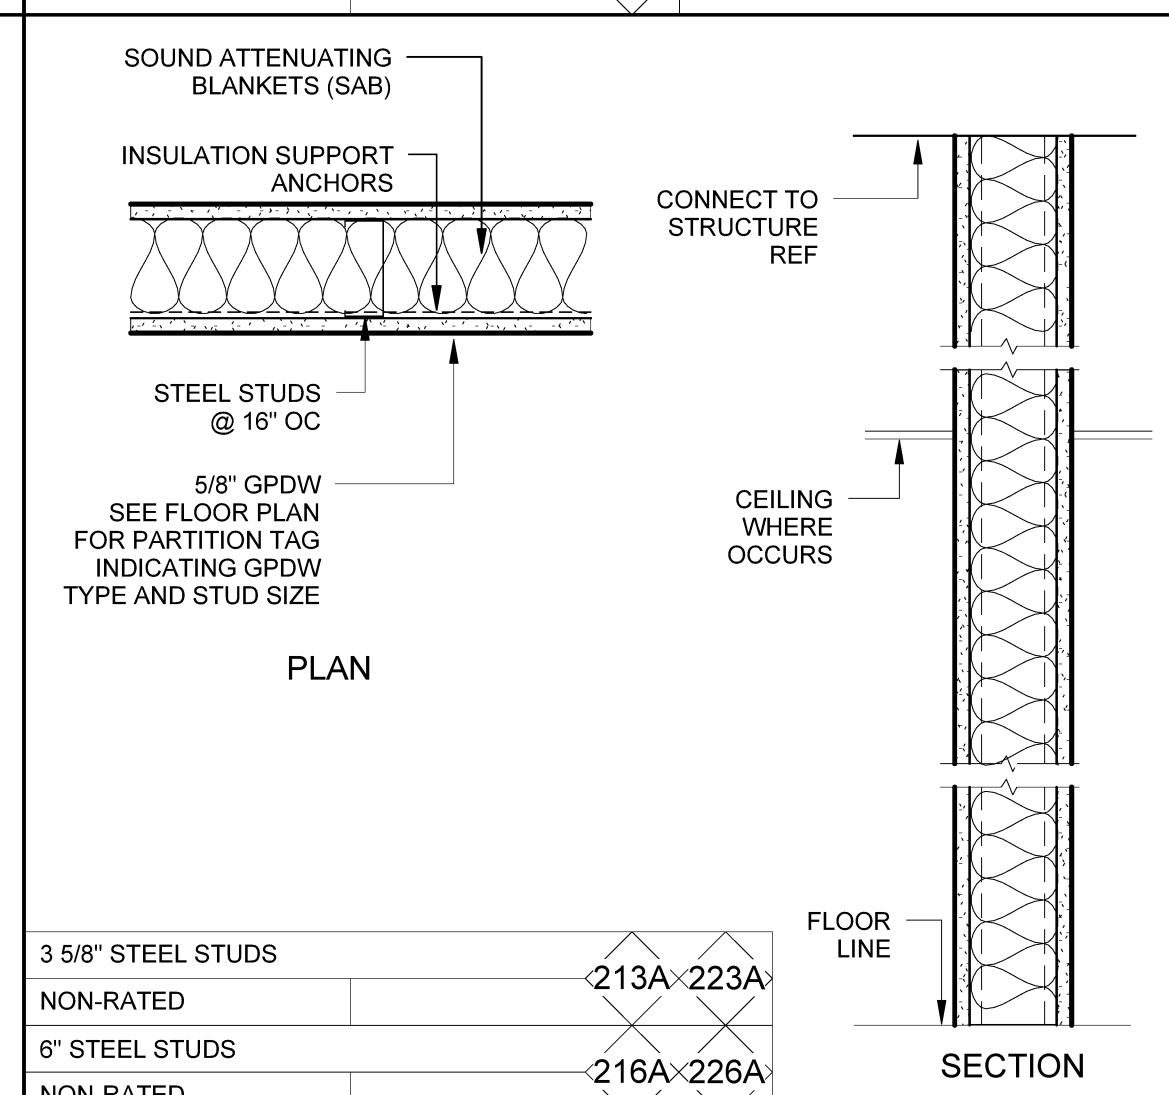 SOUND ATTENUATING
BLANKETS (SAB)
INSULATION SUPPORT
ANCHORS
STEEL STUDS
@ 16" OC
5/8" GPDW
SEE FLOOR PLAN
FOR PARTITION TAG
INDICATING GPDW
TYPE AND STUD SIZE
PLAN
CONNECT TO
STRUCTURE
REF
CEILING
WHERE
OCCURS
FLOOR
LINE
SECTION
3 5/8" STEEL STUDS
213A 223A
NON-RATED
6" STEEL STUDS
216A 226A
NON-RATED